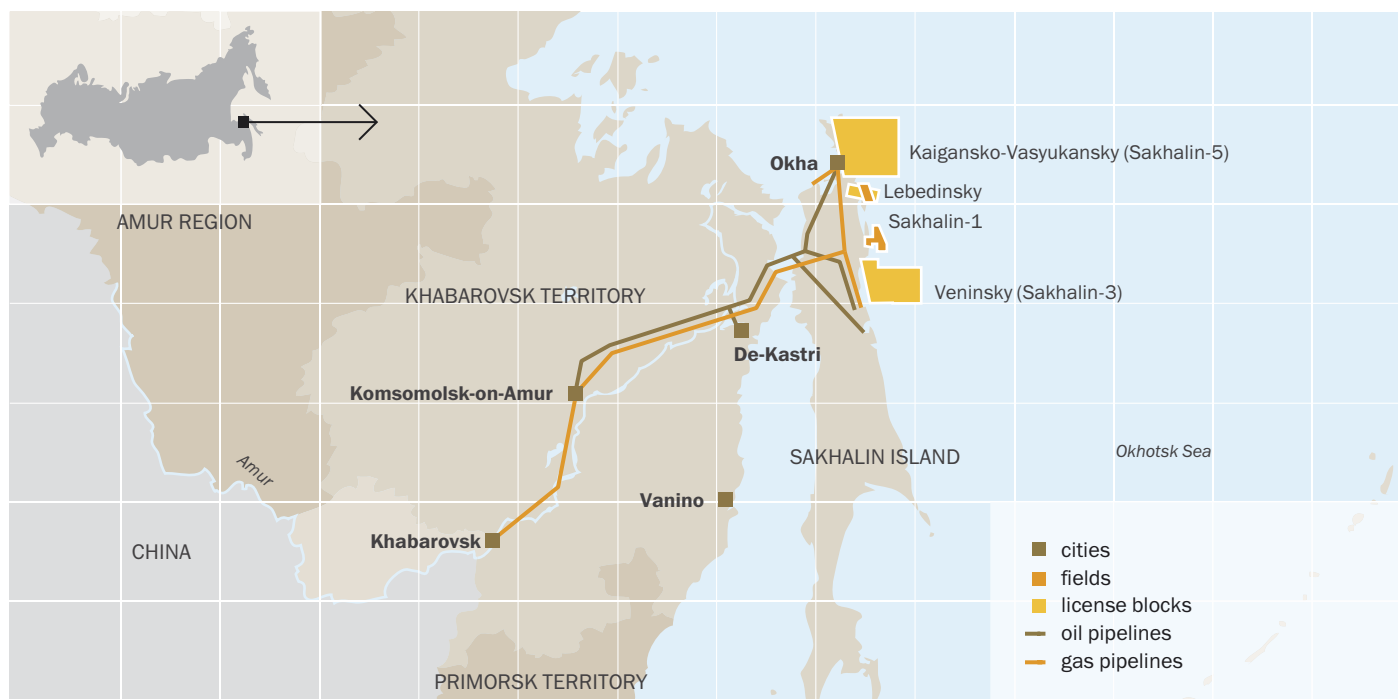 Okha
Kaigansko-Vasyukansky (Sakhalin-5)
Lebedinsky
AMUR REGION
Sakhalin-1
KHABAROVSK TERRITORY
Veninsky (Sakhalin-3)
De-Kastri
Komsomolsk-on-Amur
Amur
SAKHALIN ISLAND
Okhotsk Sea
Vanino
Khabarovsk
CHINA
cities
fields
license blocks
oil pipelines
gas pipelines
PRIMORSK TERRITORY